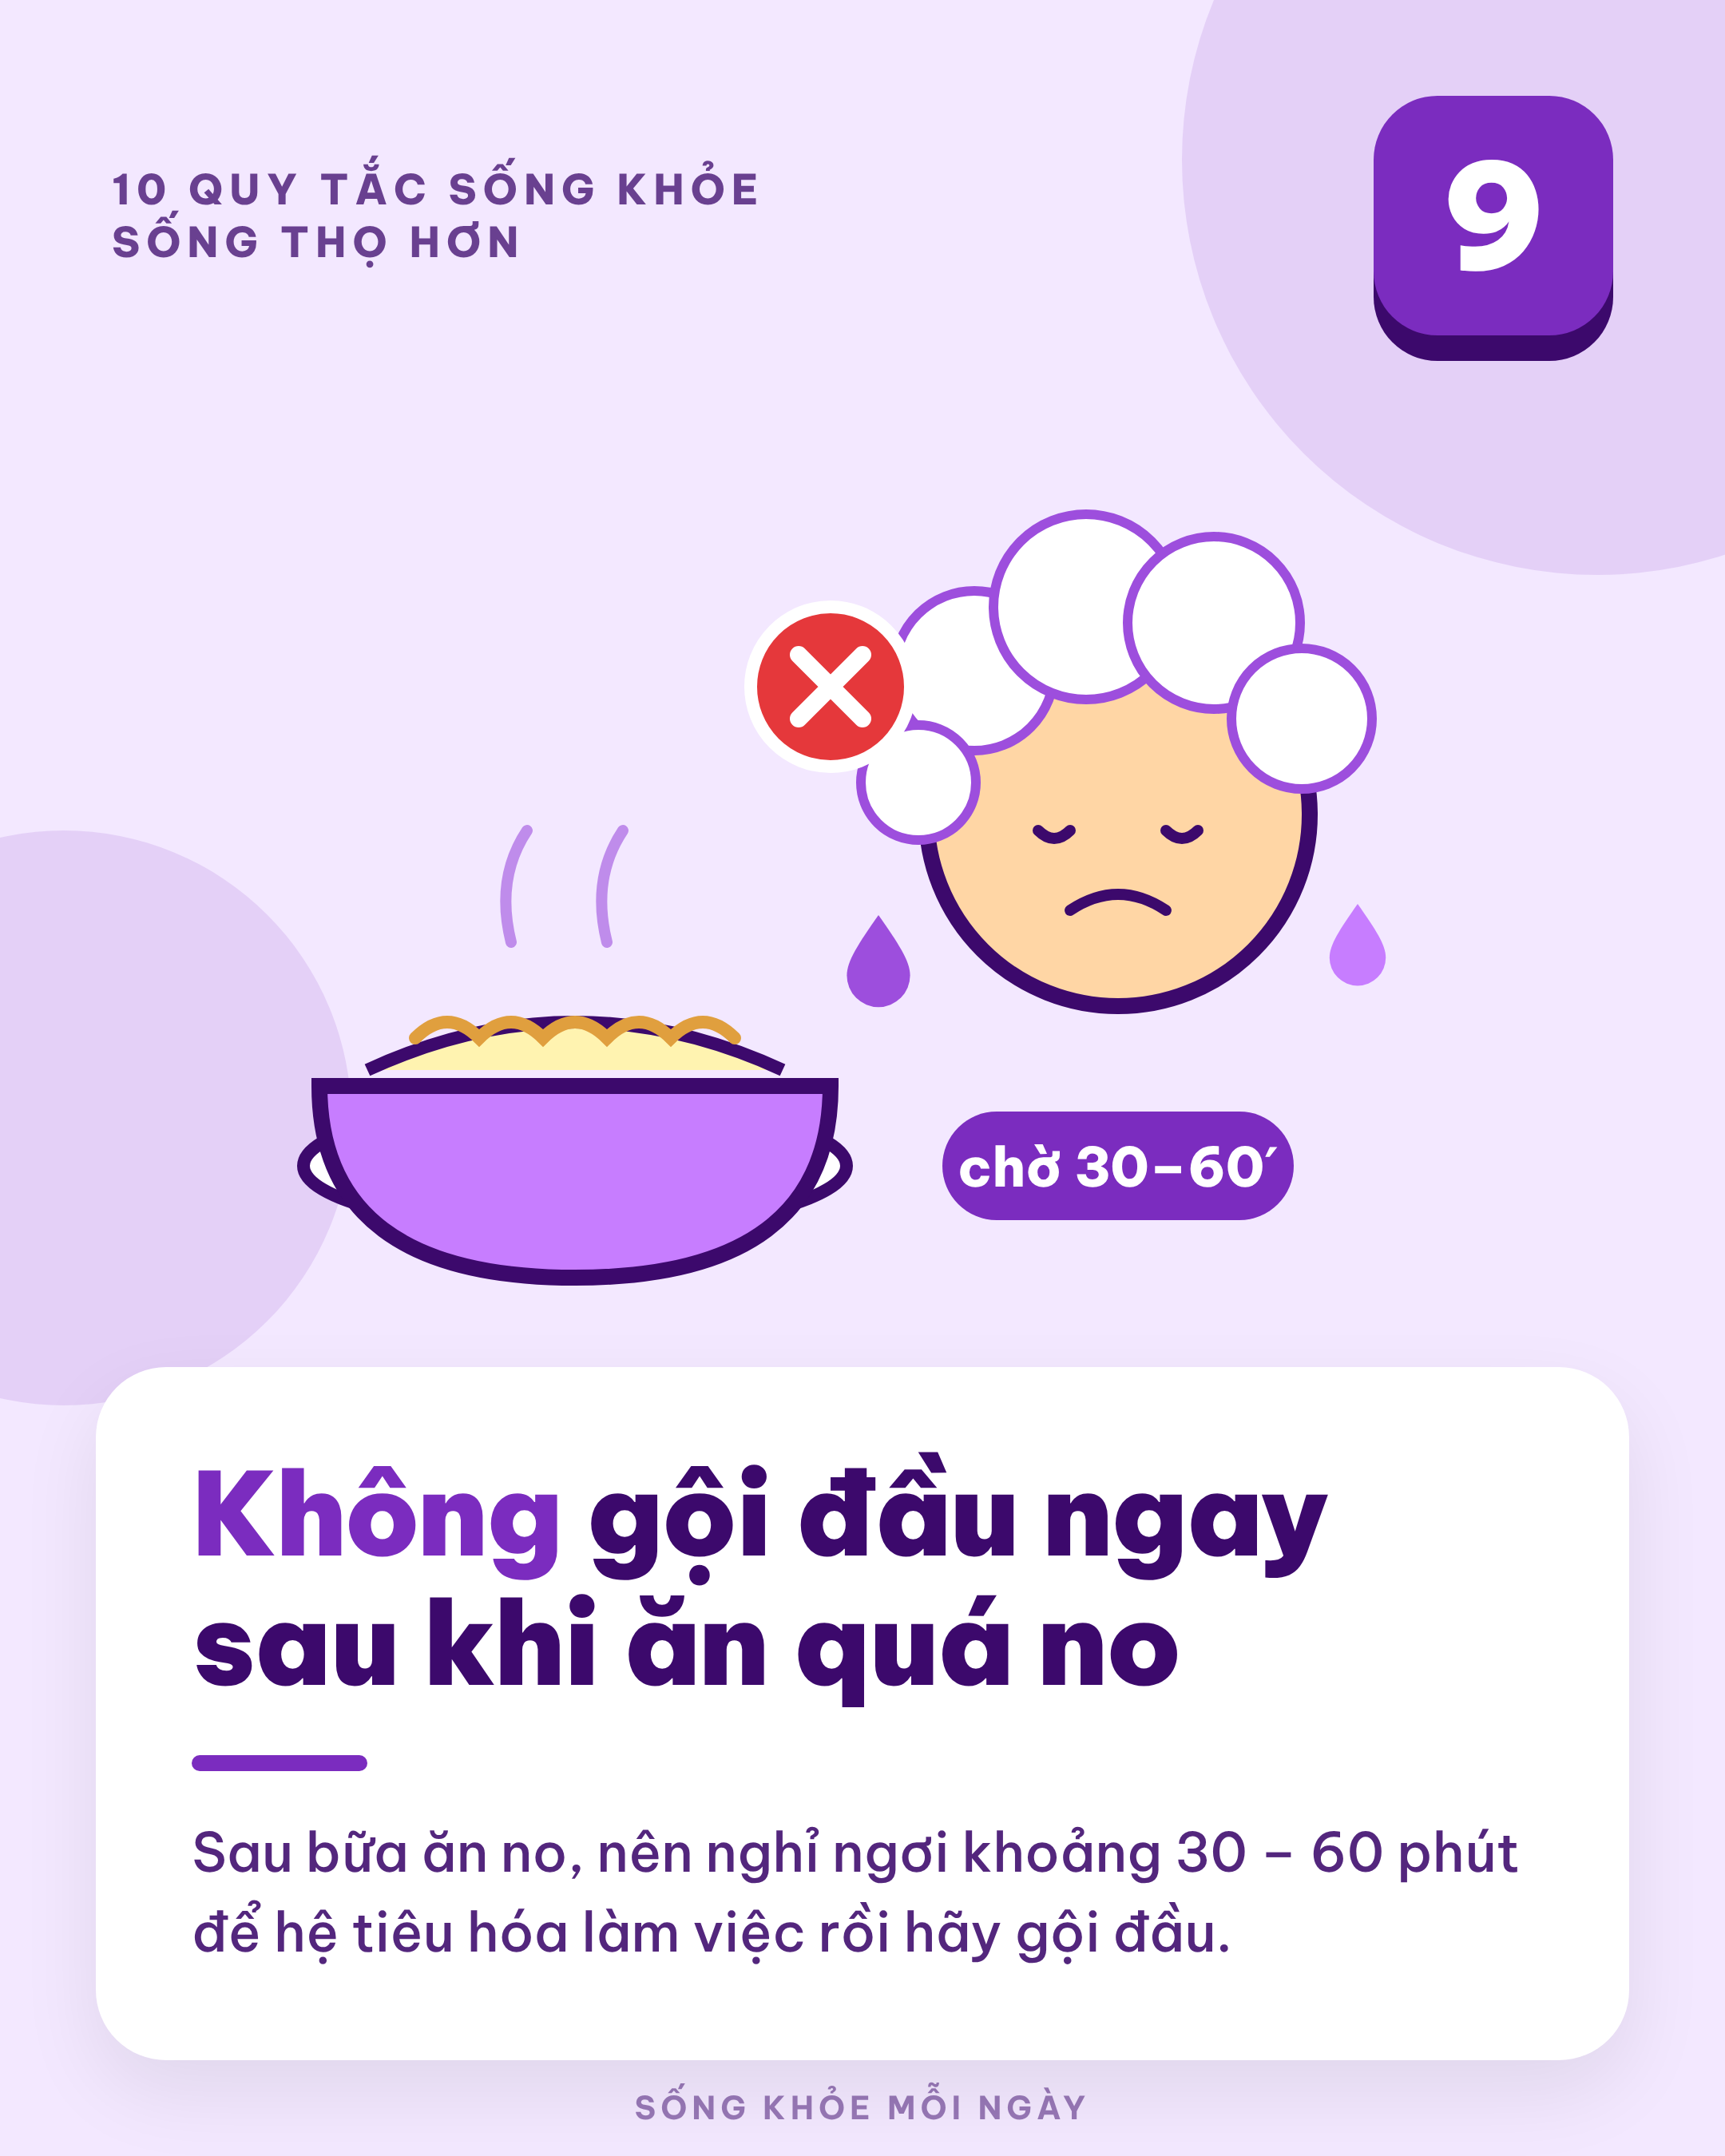 10 QUY TẮC SỐNG KHỎE
SỐNG THỌ HƠN
9
chờ 30–60′
Không gội đầu ngay
sau khi ăn quá no
Sau bữa ăn no, nên nghỉ ngơi khoảng 30 – 60 phút
để hệ tiêu hóa làm việc rồi hãy gội đầu.
SỐNG KHỎE MỖI NGÀY